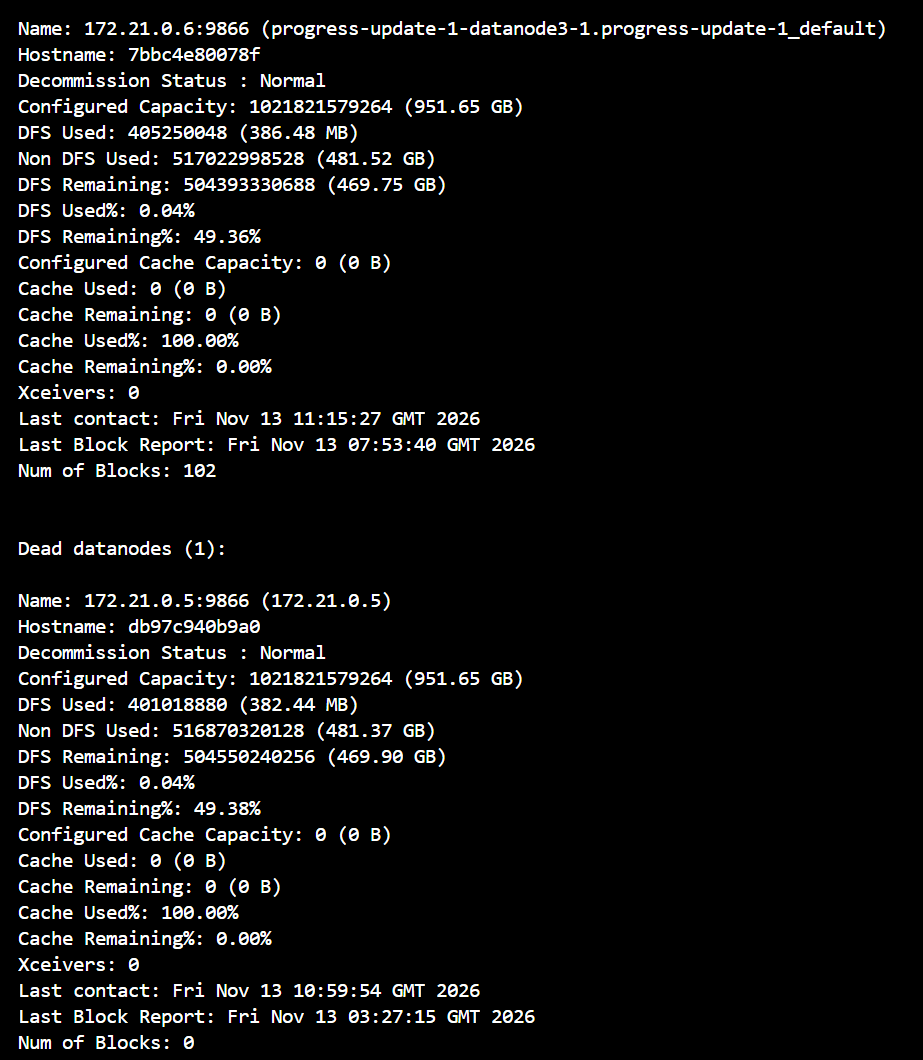 Name: 172.21.0.6:9866 (progress-update-1-datanode3-1.progress-update-1_default)
Hostname: 7bbc4e80078f
Decommission Status : Normal
Configured Capacity: 1021821579264 (951.65 GB)
DFS Used: 405250048 (386.48 MB)
Non DFS Used: 517022998528 (481.52 GB)
DFS Remaining: 504393330688 (469.75 GB)
DFS Used%: 0.04%
DFS Remaining%: 49.36%
Configured Cache Capacity: 0 (0 B)
Cache Used: 0 (0 B)
Cache Remaining: 0 (0 B)
Cache Used%: 100.00%
Cache Remaining%: 0.00%
Xceivers: 0
Last contact: Fri Nov 13 11:15:27 GMT 2026
Last Block Report: Fri Nov 13 07:53:40 GMT 2026
Num of Blocks: 102
Dead datanodes (1):
Name: 172.21.0.5:9866 (172.21.0.5)
Hostname: db97c940b9a0
Decommission Status : Normal
Configured Capacity: 1021821579264 (951.65 GB)
DFS Used: 401018880 (382.44 MB)
Non DFS Used: 516870320128 (481.37 GB)
DFS Remaining: 504550240256 (469.90 GB)
DFS Used%: 0.04%
DFS Remaining%: 49.38%
Configured Cache Capacity: 0 (0 B)
Cache Used: 0 (0 B)
Cache Remaining: 0 (0 B)
Cache Used%: 100.00%
Cache Remaining%: 0.00%
Xceivers: 0
Last contact: Fri Nov 13 10:59:54 GMT 2026
Last Block Report: Fri Nov 13 03:27:15 GMT 2026
Num of Blocks: 0